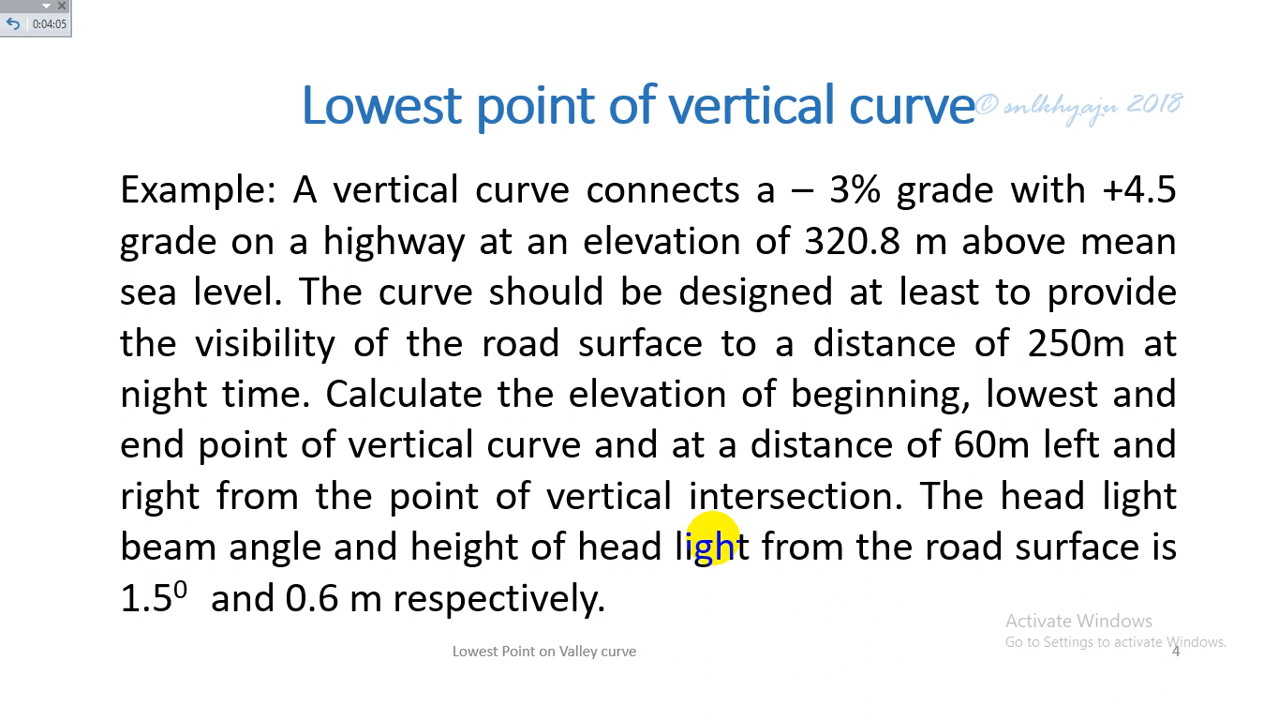 0:04:05
Lowest point of vertical curve
© snlkhyaju 2018
Example: A vertical curve connects a – 3% grade with +4.5
grade on a highway at an elevation of 320.8 m above mean
sea level. The curve should be designed at least to provide
the visibility of the road surface to a distance of 250m at
night time. Calculate the elevation of beginning, lowest and
end point of vertical curve and at a distance of 60m left and
right from the point of vertical intersection. The head light
beam angle and height of head light from the road surface is
1.5⁰ and 0.6 m respectively.
Activate Windows
Go to Settings to activate Windows.
Lowest Point on Valley curve
4